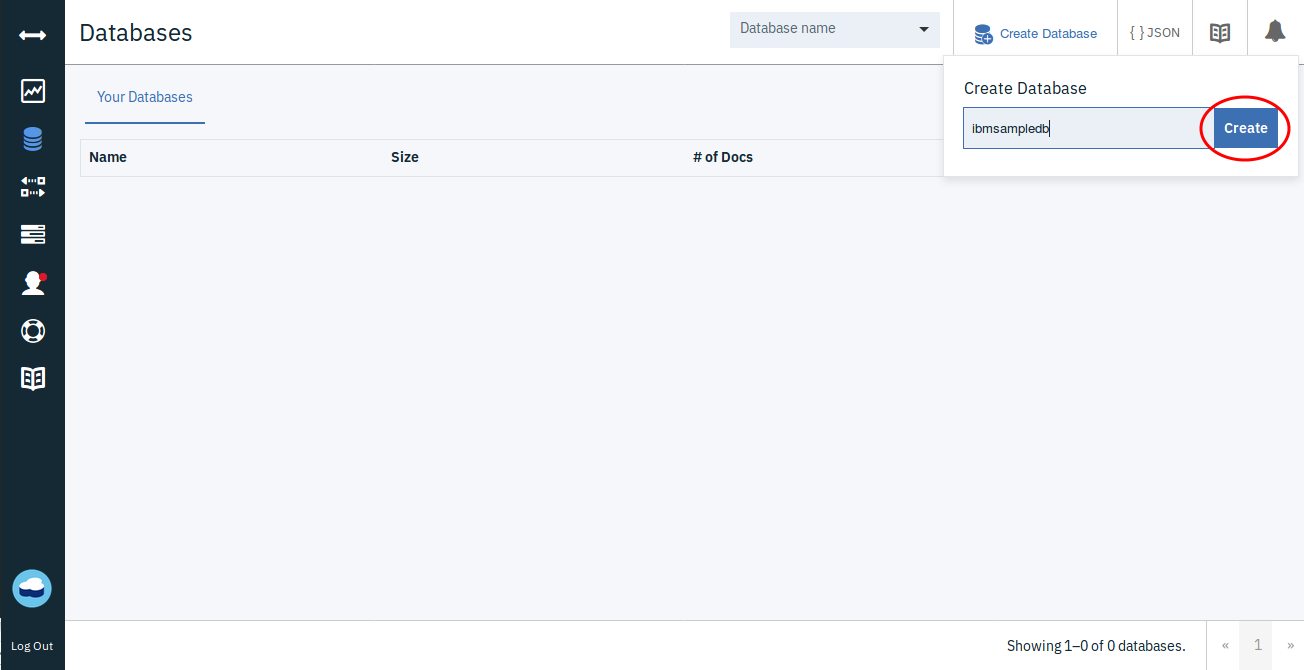 Databases
Database name
Create Database
{ } JSON
Your Databases
Create Database
ibmsampledb
Create
Name Size # of Docs
Log Out
Showing 1–0 of 0 databases.
« 1 »